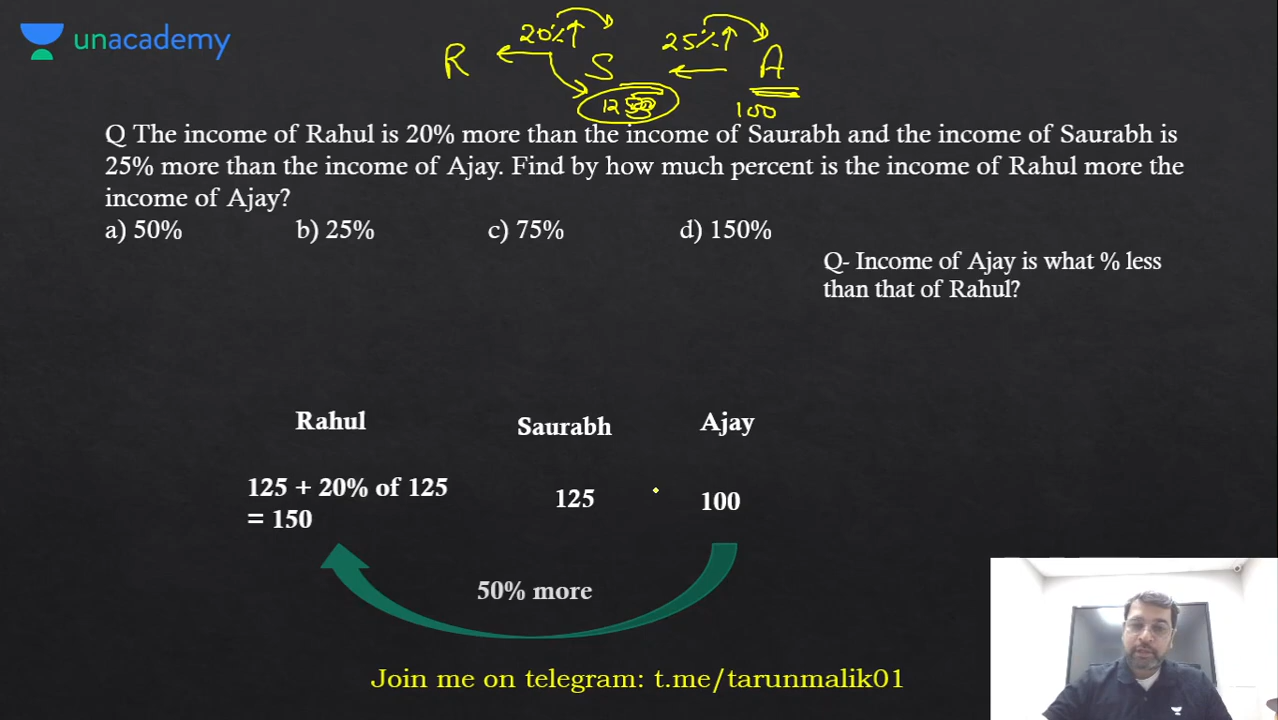 unacademy
20%↑
25%↑
R
S
A
100
Q The income of Rahul is 20% more than the income of Saurabh and the income of Saurabh is
25% more than the income of Ajay. Find by how much percent is the income of Rahul more the
income of Ajay?
a) 50% b) 25% c) 75% d) 150%
Q- Income of Ajay is what % less
than that of Rahul?
Rahul Saurabh Ajay
125 + 20% of 125
= 150
125
100
50% more
Join me on telegram: t.me/tarunmalik01